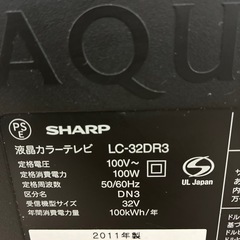 AQU
PS
E
SHARP
液晶カラーテレビ LC-32DR3
定格電圧： 100V～
定格消費電力： 100W
定格周波数： 50/60Hz
区分名： DN3
受信機型サイズ： 32V
年間消費電力量： 100kWh/年
UL Japan
2011年製